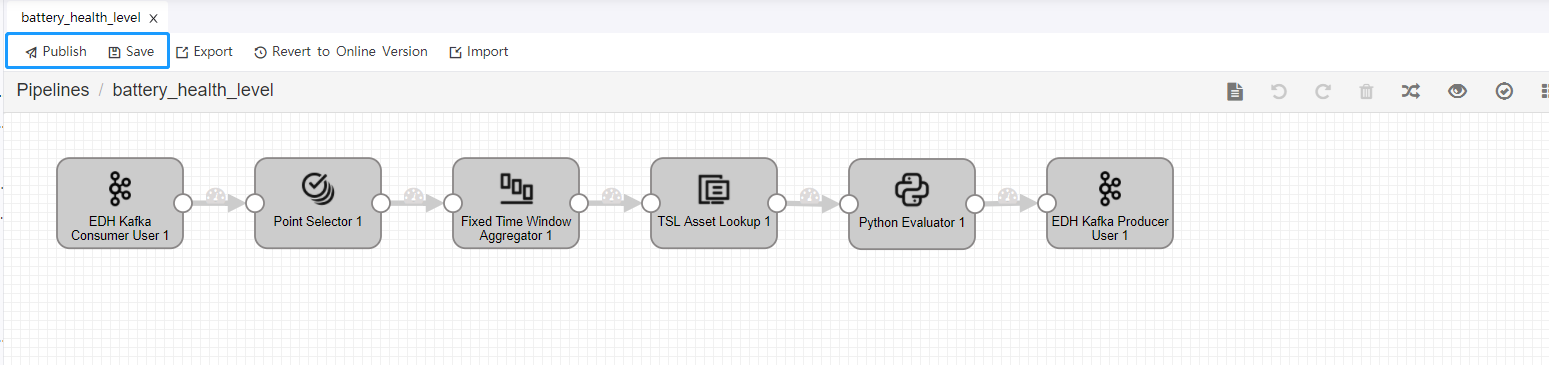 battery_health_level x
Publish Save Export Revert to Online Version Import
Pipelines / battery_health_level
EDH Kafka
Consumer User 1
Point Selector 1
Fixed Time Window
Aggregator 1
TSL Asset Lookup 1
Python Evaluator 1
EDH Kafka Producer
User 1